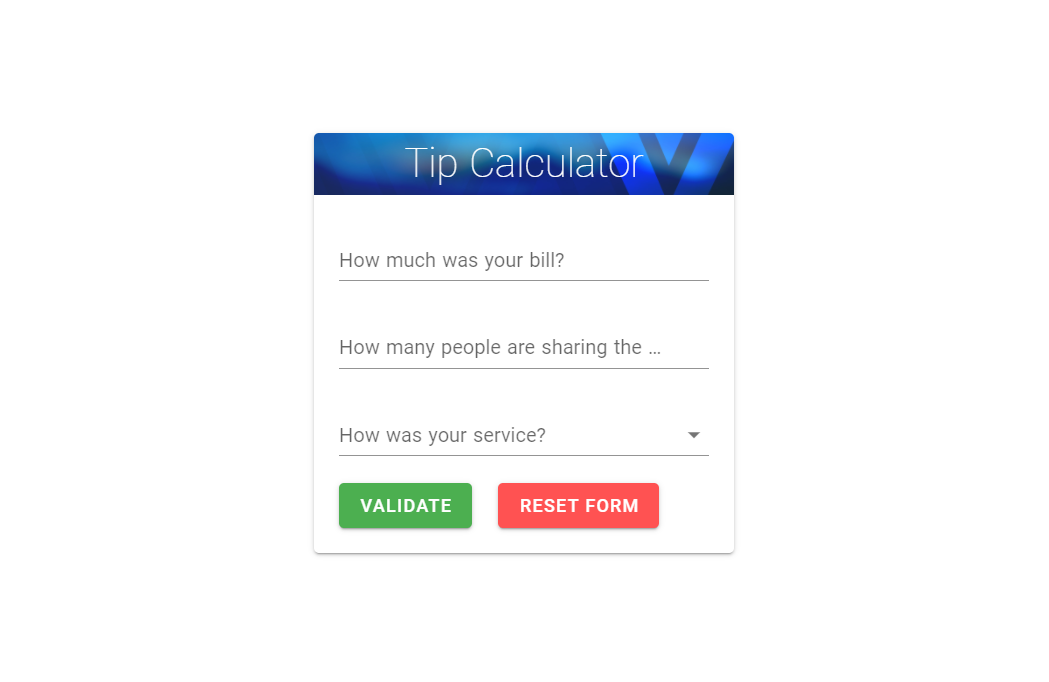 Tip Calculator
How much was your bill?
How many people are sharing the ...
How was your service?
VALIDATE
RESET FORM